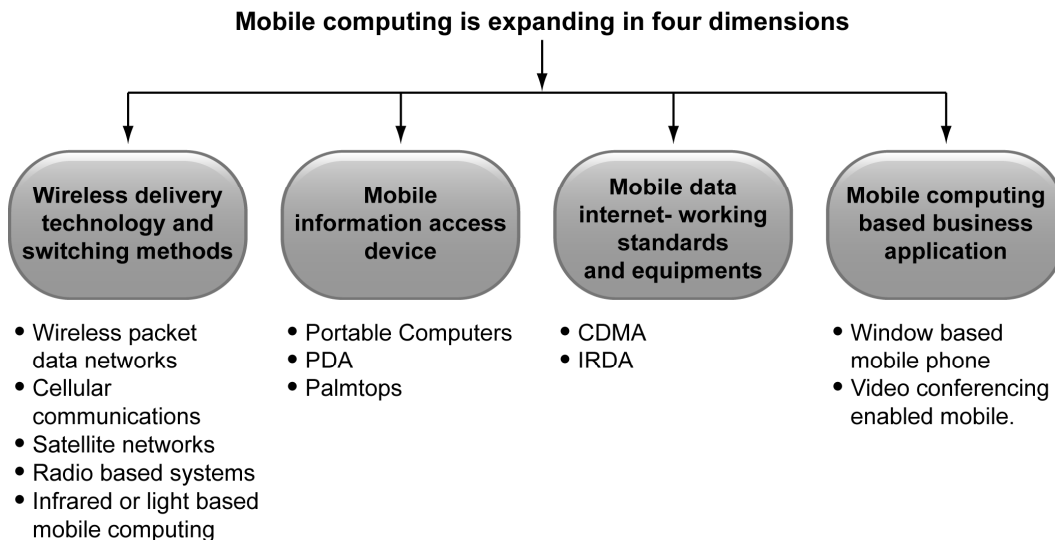 Mobile computing is expanding in four dimensions
Wireless delivery
technology and
switching methods
Mobile
information access
device
Mobile data
internet- working
standards
and equipments
Mobile computing
based business
application
• Wireless packet
data networks
• Cellular
communications
• Satellite networks
• Radio based systems
• Infrared or light based
mobile computing
• Portable Computers
• PDA
• Palmtops
• CDMA
• IRDA
• Window based
mobile phone
• Video conferencing
enabled mobile.